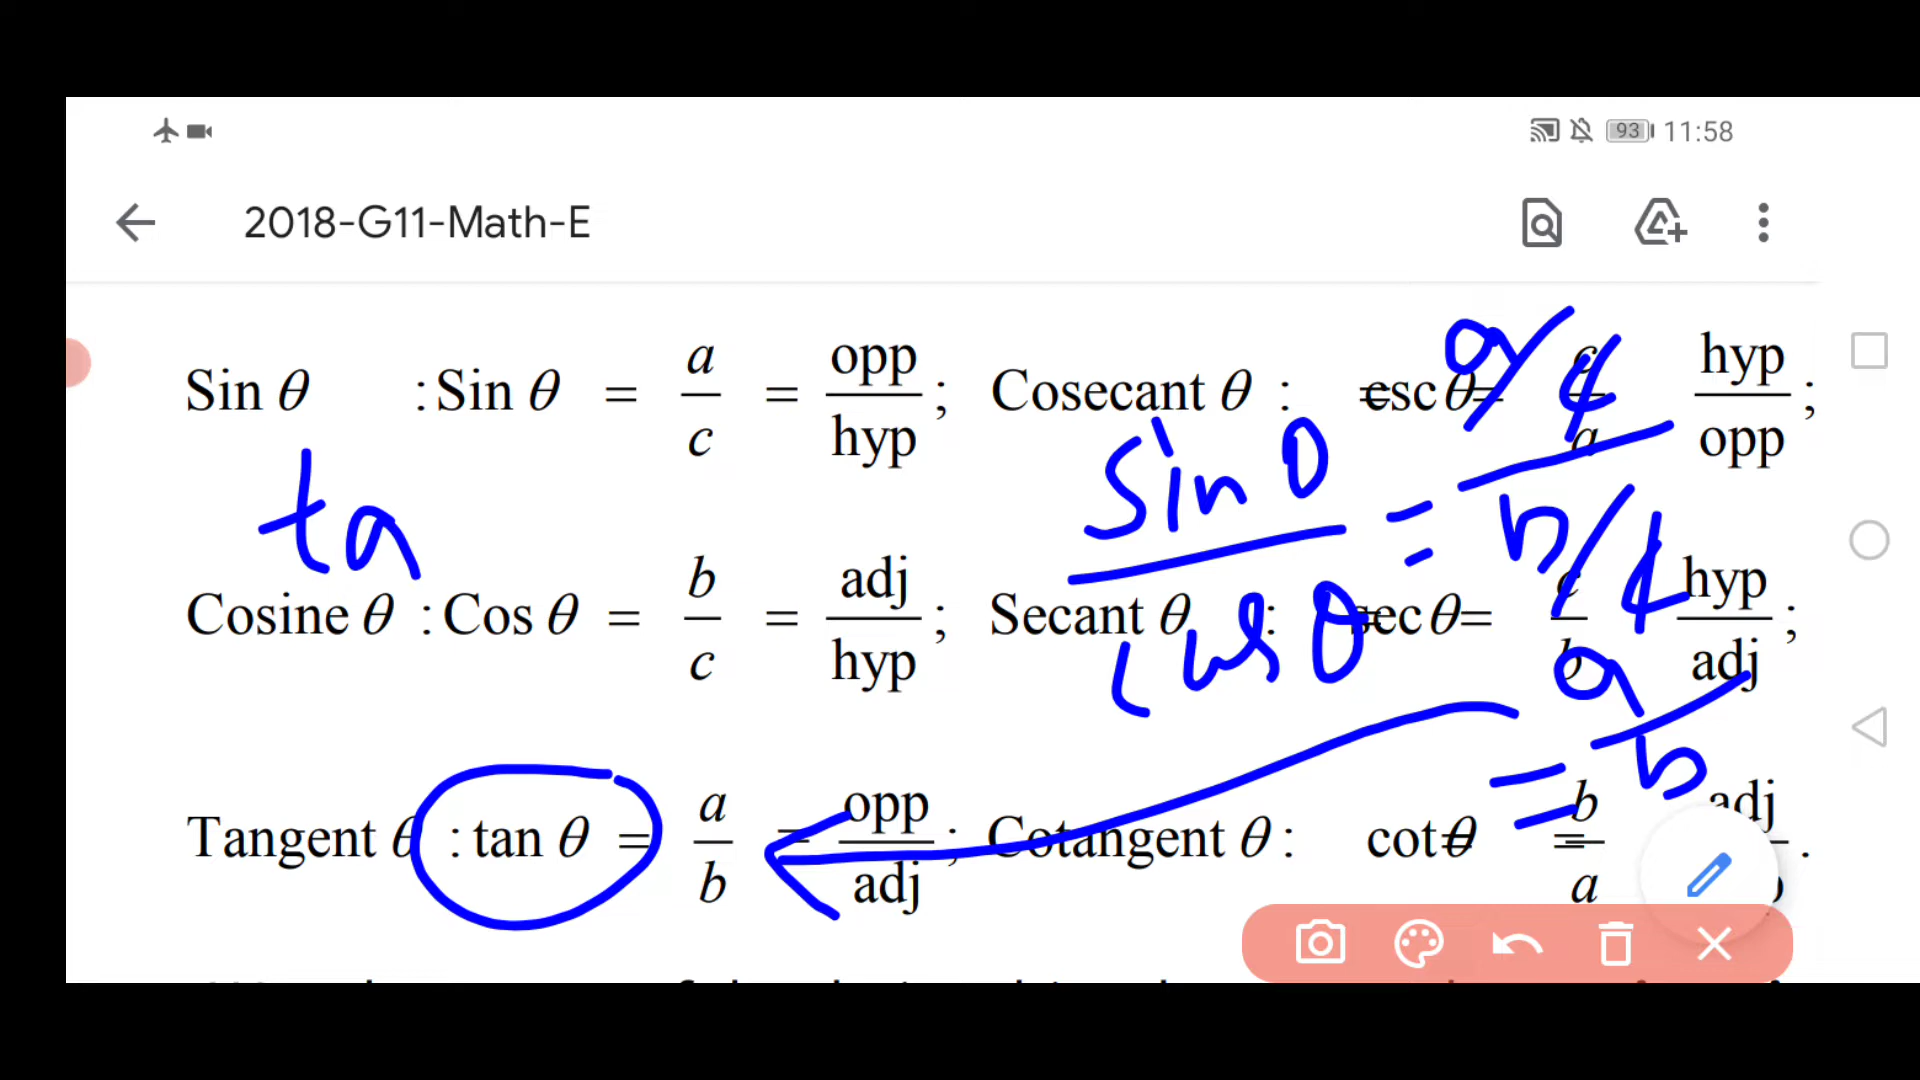 93 11:58
2018-G11-Math-E
Sin θ : Sin θ = a/c = opp/hyp ; Cosecant θ : csc θ = c/a hyp/opp ;
a/c
sin θ = b/c
ta
cos θ
Cosine θ : Cos θ = b/c = adj/hyp ; Secant θ : sec θ = c/b hyp/adj ;
= a/b
Tangent θ : tan θ = a/b = opp/adj ; Cotangent θ : cot θ = b/a adj .